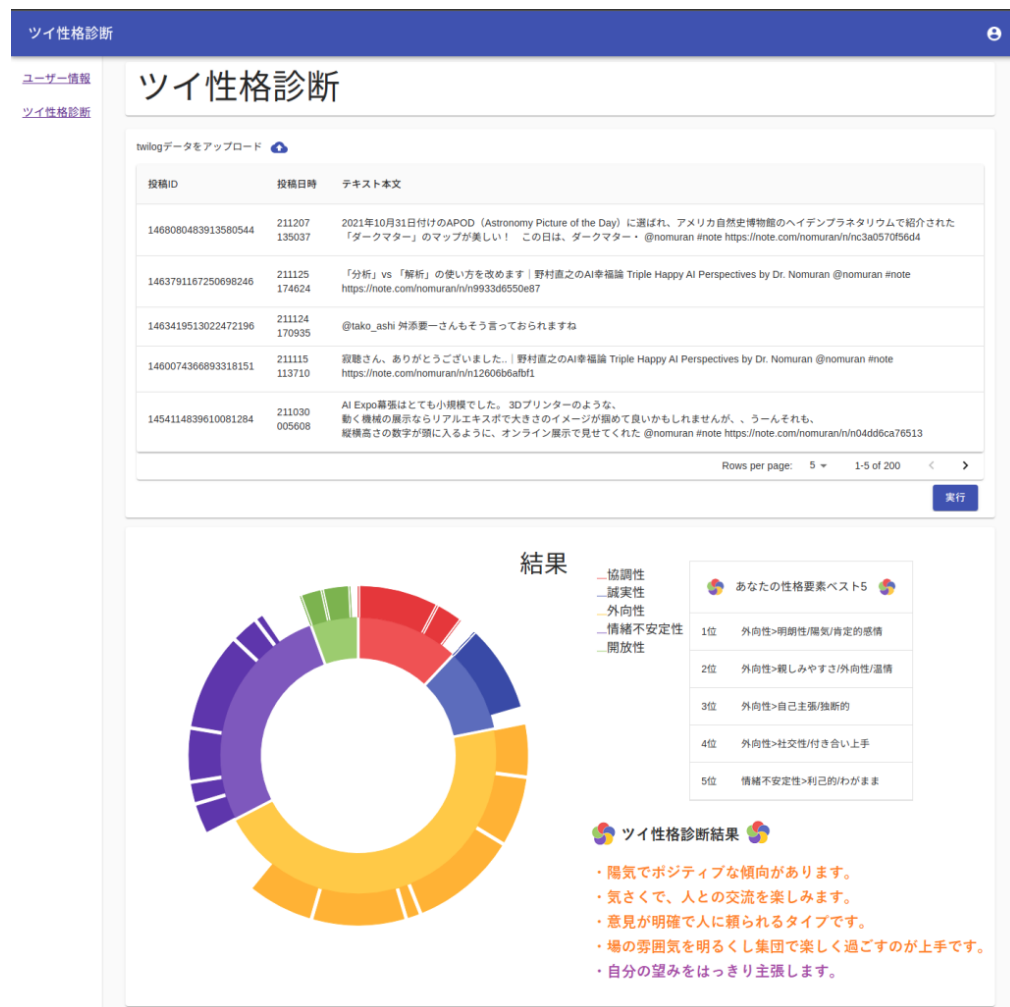 ツイ性格診断
ユーザー情報
ツイ性格診断
ツイ性格診断
twilogデータをアップロード
投稿ID 投稿日時 テキスト本文
1468080483913580544 211207 135037 2021年10月31日付けのAPOD（Astronomy Picture of the Day）に選ばれ、アメリカ自然史博物館のヘイデンプラネタリウムで紹介された
「ダークマター」のマップが美しい！　この日は、ダークマター・ @nomuran #note https://note.com/nomuran/n/nc3a0570f56d4
1463791167250698246 211125 174624 「分析」vs 「解析」の使い方を改めます｜野村直之のAI幸福論 Triple Happy AI Perspectives by Dr. Nomuran @nomuran #note
https://note.com/nomuran/n/n9933d6550e87
1463419513022472196 211124 170935 @tako_ashi 舛添要一さんもそう言っておられますね
1460074366893318151 211115 113710 寂聴さん、ありがとうございました..｜野村直之のAI幸福論 Triple Happy AI Perspectives by Dr. Nomuran @nomuran #note
https://note.com/nomuran/n/n12606b6afbf1
1454114839610081284 211030 005608 AI Expo幕張はとても小規模でした。 3Dプリンターのような、
動く機械の展示ならリアルエキスポで大きさのイメージが掴めて良いかもしれませんが、、うーんそれも、
縦横高さの数字が頭に入るように、オンライン展示で見せてくれた @nomuran #note https://note.com/nomuran/n/n04dd6ca76513
Rows per page: 5 1-5 of 200
実行
結果
協調性
誠実性
外向性
情緒不安定性
開放性
あなたの性格要素ベスト5
1位 外向性>明朗性/陽気/肯定的感情
2位 外向性>親しみやすさ/外向性/温情
3位 外向性>自己主張/独断的
4位 外向性>社交性/付き合い上手
5位 情緒不安定性>利己的/わがまま
ツイ性格診断結果
・陽気でポジティブな傾向があります。
・気さくで、人との交流を楽しみます。
・意見が明確で人に頼られるタイプです。
・場の雰囲気を明るくし集団で楽しく過ごすのが上手です。
・自分の望みをはっきり主張します。